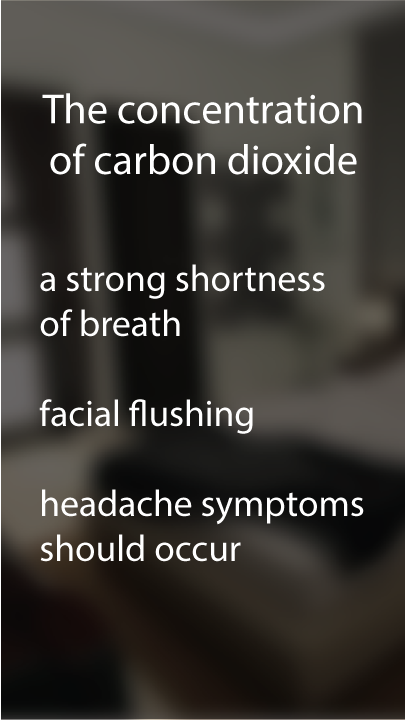 The concentration
of carbon dioxide
a strong shortness
of breath
facial flushing
headache symptoms
should occur